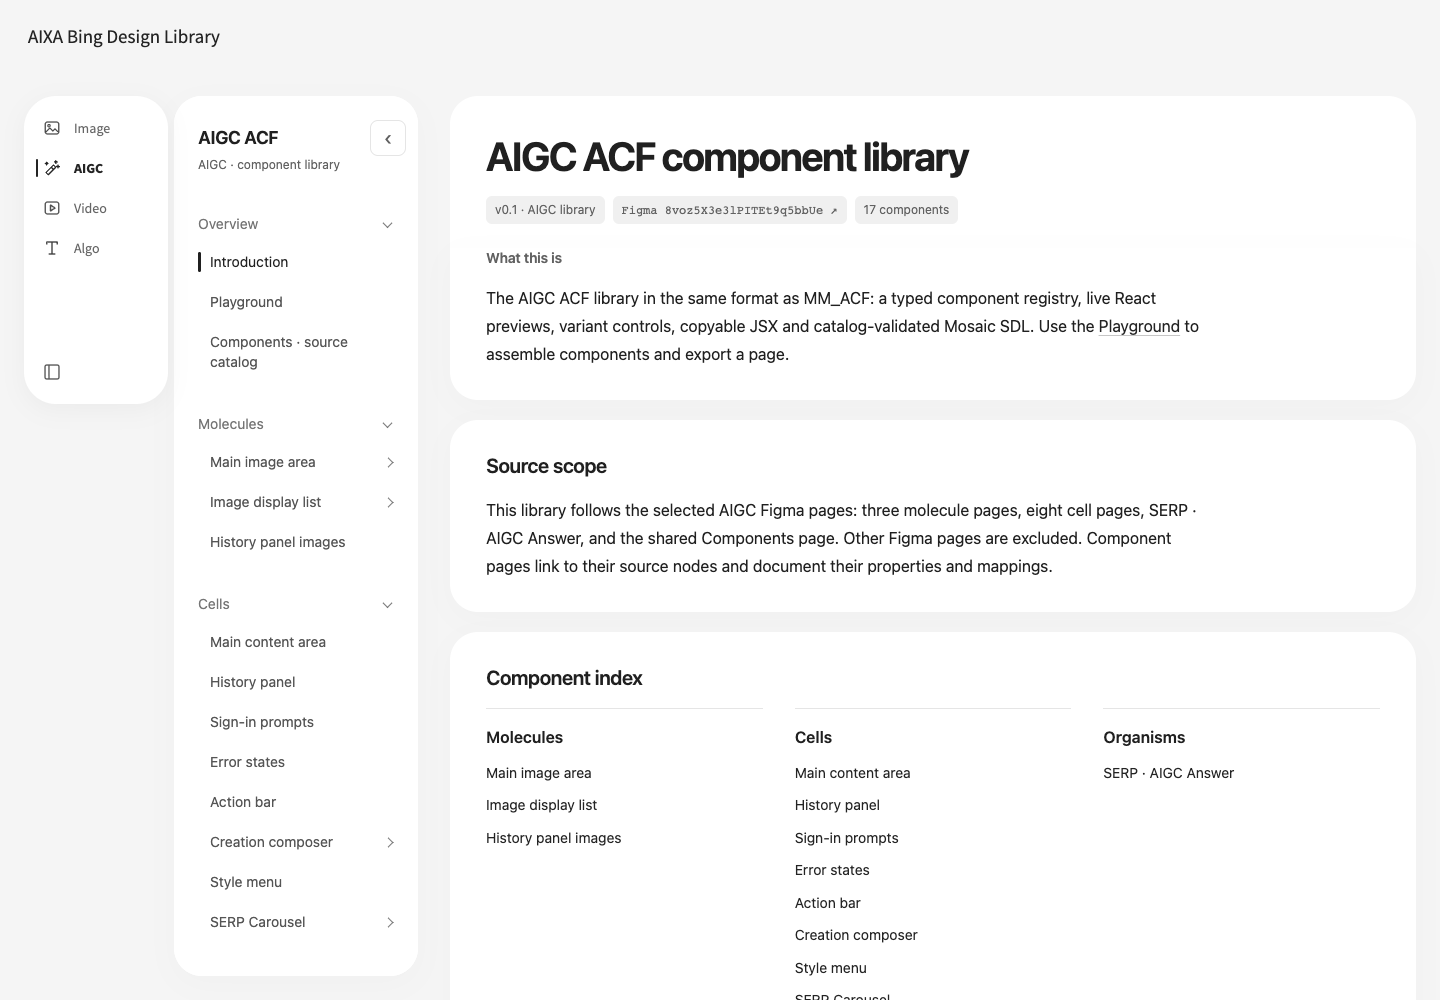 AIXA Bing Design Library
Image
AIGC
Video
Algo
AIGC ACF
AIGC · component library
Overview
Introduction
Playground
Components · source
catalog
Molecules
Main image area
Image display list
History panel images
Cells
Main content area
History panel
Sign-in prompts
Error states
Action bar
Creation composer
Style menu
SERP Carousel
AIGC ACF component library
v0.1 · AIGC library
Figma 8voz5X3e3lPITEt9q5bbUe ↗
17 components
What this is
The AIGC ACF library in the same format as MM_ACF: a typed component registry, live React
previews, variant controls, copyable JSX and catalog-validated Mosaic SDL. Use the Playground to
assemble components and export a page.
Source scope
This library follows the selected AIGC Figma pages: three molecule pages, eight cell pages, SERP ·
AIGC Answer, and the shared Components page. Other Figma pages are excluded. Component
pages link to their source nodes and document their properties and mappings.
Component index
Molecules
Main image area
Image display list
History panel images
Cells
Main content area
History panel
Sign-in prompts
Error states
Action bar
Creation composer
Style menu
SERP Carousel
Organisms
SERP · AIGC Answer